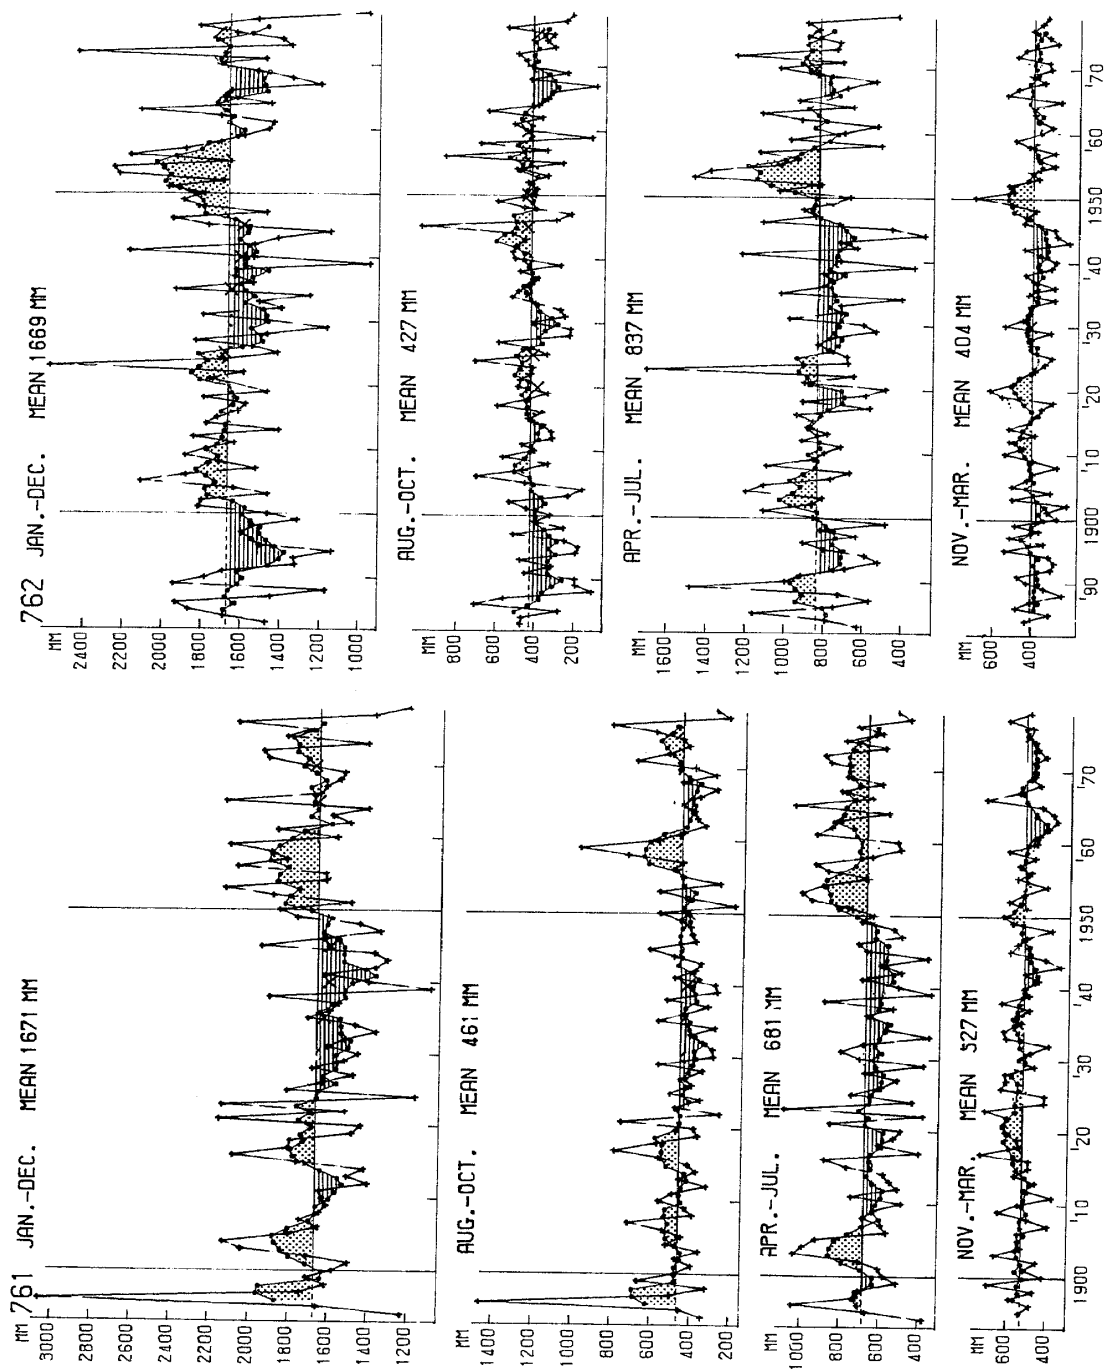 762 JAN.-DEC. MEAN 1669 MM
MM
2400
2200
2000
1800
1600
1400
1200
1000
AUG.-OCT. MEAN 427 MM
MM
800
600
400
200
APR.-JUL. MEAN 837 MM
MM
1000
800
600
400
NOV.-MAR. MEAN 404 MM
MM
600
400
'90 1900 '10 '20 '30 '40 1950 '60 '70
761 JAN.-DEC. MEAN 1671 MM
MM
3000
2800
2600
2400
2200
2000
1800
1600
1400
1200
AUG.-OCT. MEAN 461 MM
MM
1400
1200
1000
800
600
400
200
APR.-JUL. MEAN 681 MM
MM
1000
800
600
400
NOV.-MAR. MEAN 527 MM
MM
600
400
1900 '10 '20 '30 '40 1950 '60 '70